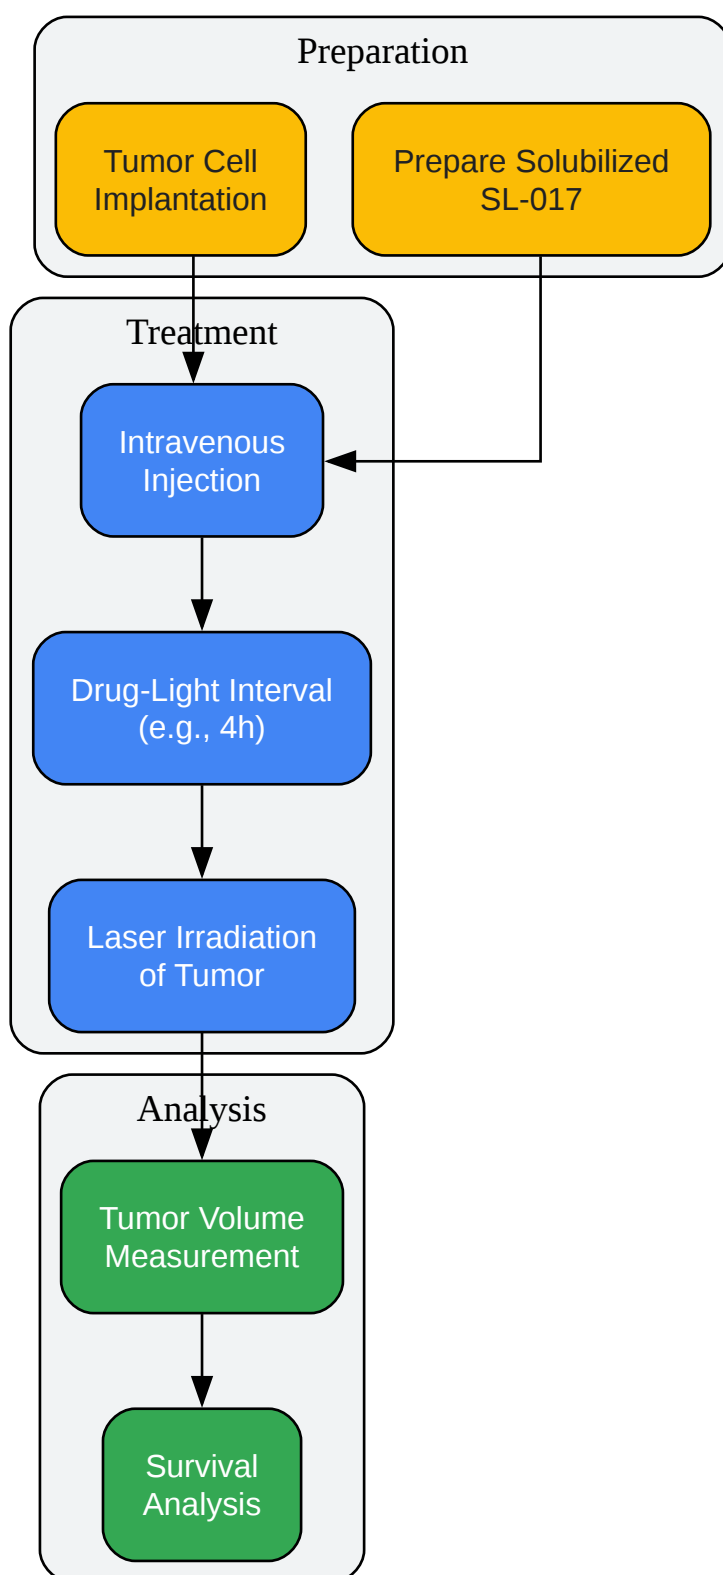 Preparation
Tumor Cell
Implantation
Prepare Solubilized
SL-017
Treatment
Intravenous
Injection
Drug-Light Interval
(e.g., 4h)
Laser Irradiation
of Tumor
Analysis
Tumor Volume
Measurement
Survival
Analysis